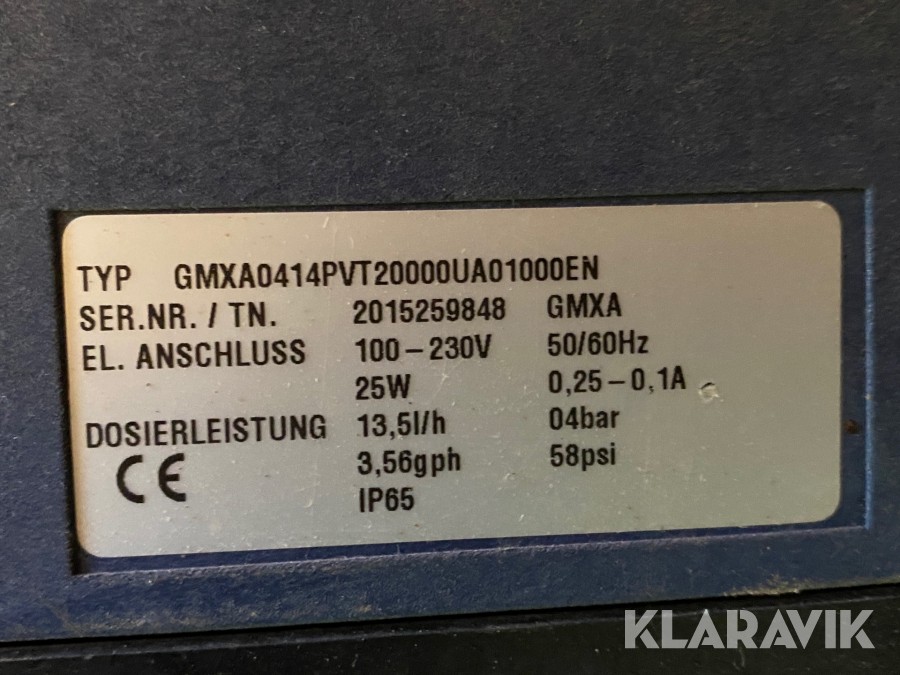 TYP GMXA0414PVT20000UA01000EN
SER.NR. / TN. 2015259848 GMXA
EL. ANSCHLUSS 100–230V 50/60Hz
25W 0,25–0,1A
DOSIERLEISTUNG 13,5l/h 04bar
CE 3,56gph 58psi
IP65
KLARAVIK